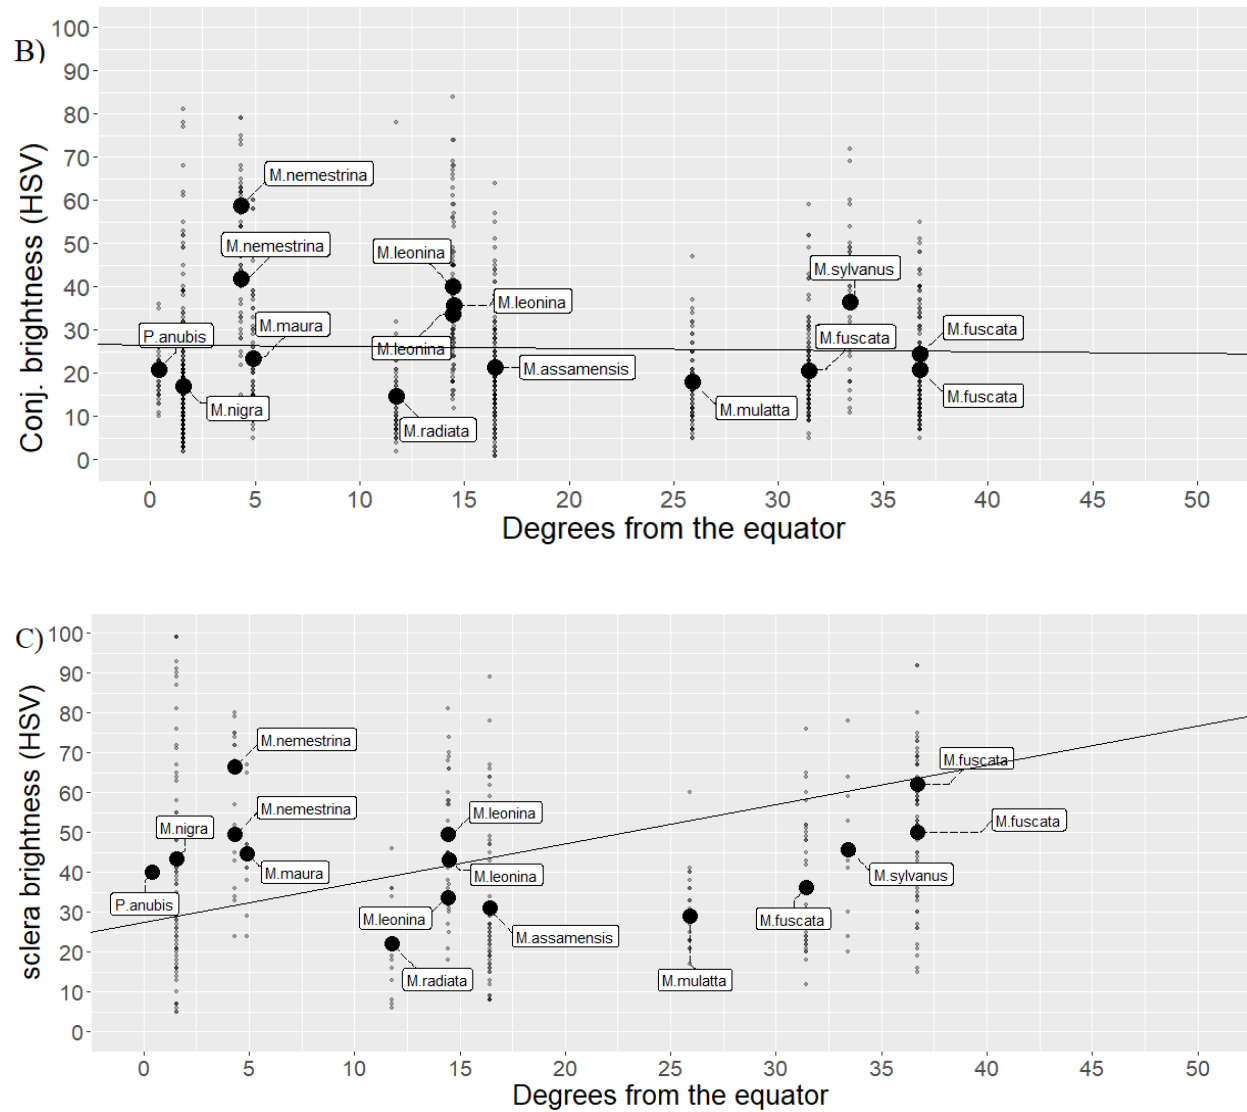 B)
Conj. brightness (HSV)
100
90
80
70
60
50
40
30
20
10
0
M.nemestrina
M.nemestrina
M.leonina
M.sylvanus
M.leonina
P.anubis
M.maura
M.leonina
M.fuscata
M.fuscata
M.assamensis
M.nigra
M.mulatta
M.fuscata
M.radiata
0 5 10 15 20 25 30 35 40 45 50
Degrees from the equator
C)
sclera brightness (HSV)
100
90
80
70
60
50
40
30
20
10
0
M.nemestrina
M.fuscata
M.nemestrina
M.nigra
M.leonina
M.fuscata
M.maura
M.leonina
M.sylvanus
P.anubis
M.leonina
M.fuscata
M.assamensis
M.radiata
M.mulatta
0 5 10 15 20 25 30 35 40 45 50
Degrees from the equator